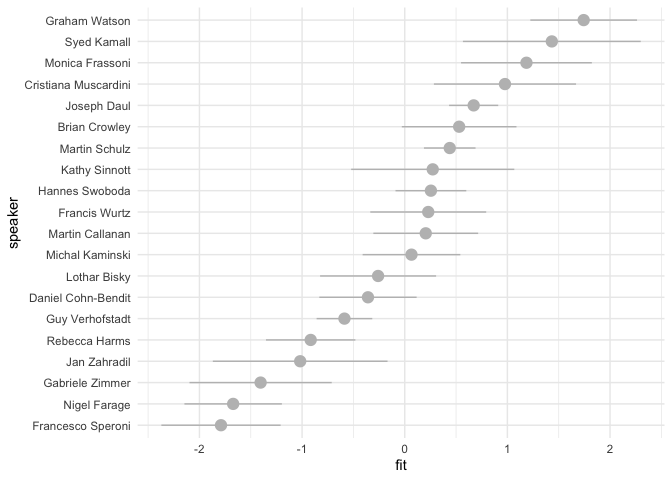 Graham Watson
Syed Kamall
Monica Frassoni
Cristiana Muscardini
Joseph Daul
Brian Crowley
Martin Schulz
Kathy Sinnott
Hannes Swoboda
Francis Wurtz
Martin Callanan
Michal Kaminski
Lothar Bisky
Daniel Cohn-Bendit
Guy Verhofstadt
Rebecca Harms
Jan Zahradil
Gabriele Zimmer
Nigel Farage
Francesco Speroni
speaker
-2 -1 0 1 2
fit